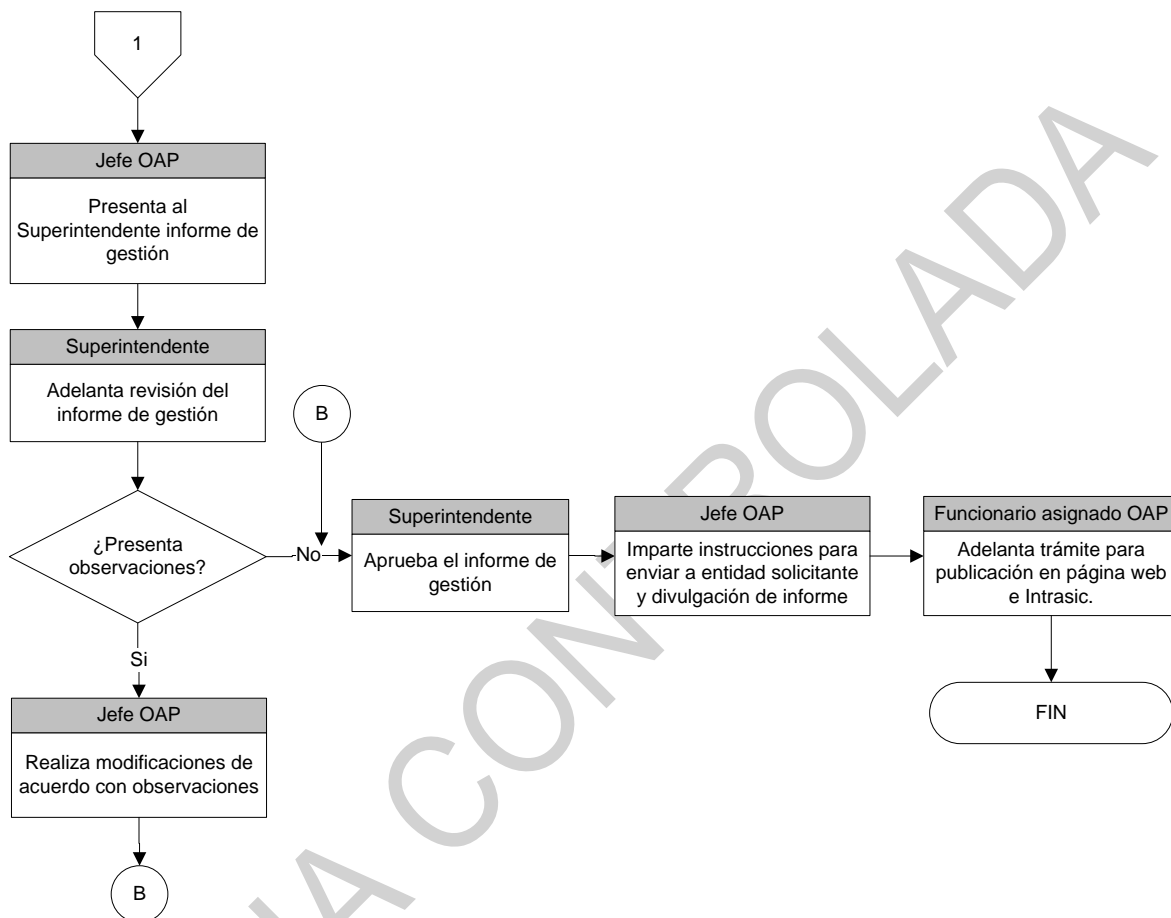 1
Jefe OAP
Presenta al
Superintendente informe de
gestión
Superintendente
Adelanta revisión del
informe de gestión
B
¿Presenta
observaciones?
No
Superintendente
Aprueba el informe de
gestión
Jefe OAP
Imparte instrucciones para
enviar a entidad solicitante
y divulgación de informe
Funcionario asignado OAP
Adelanta trámite para
publicación en página web
e Intrasic.
FIN
Si
Jefe OAP
Realiza modificaciones de
acuerdo con observaciones
B
CONTROLADA